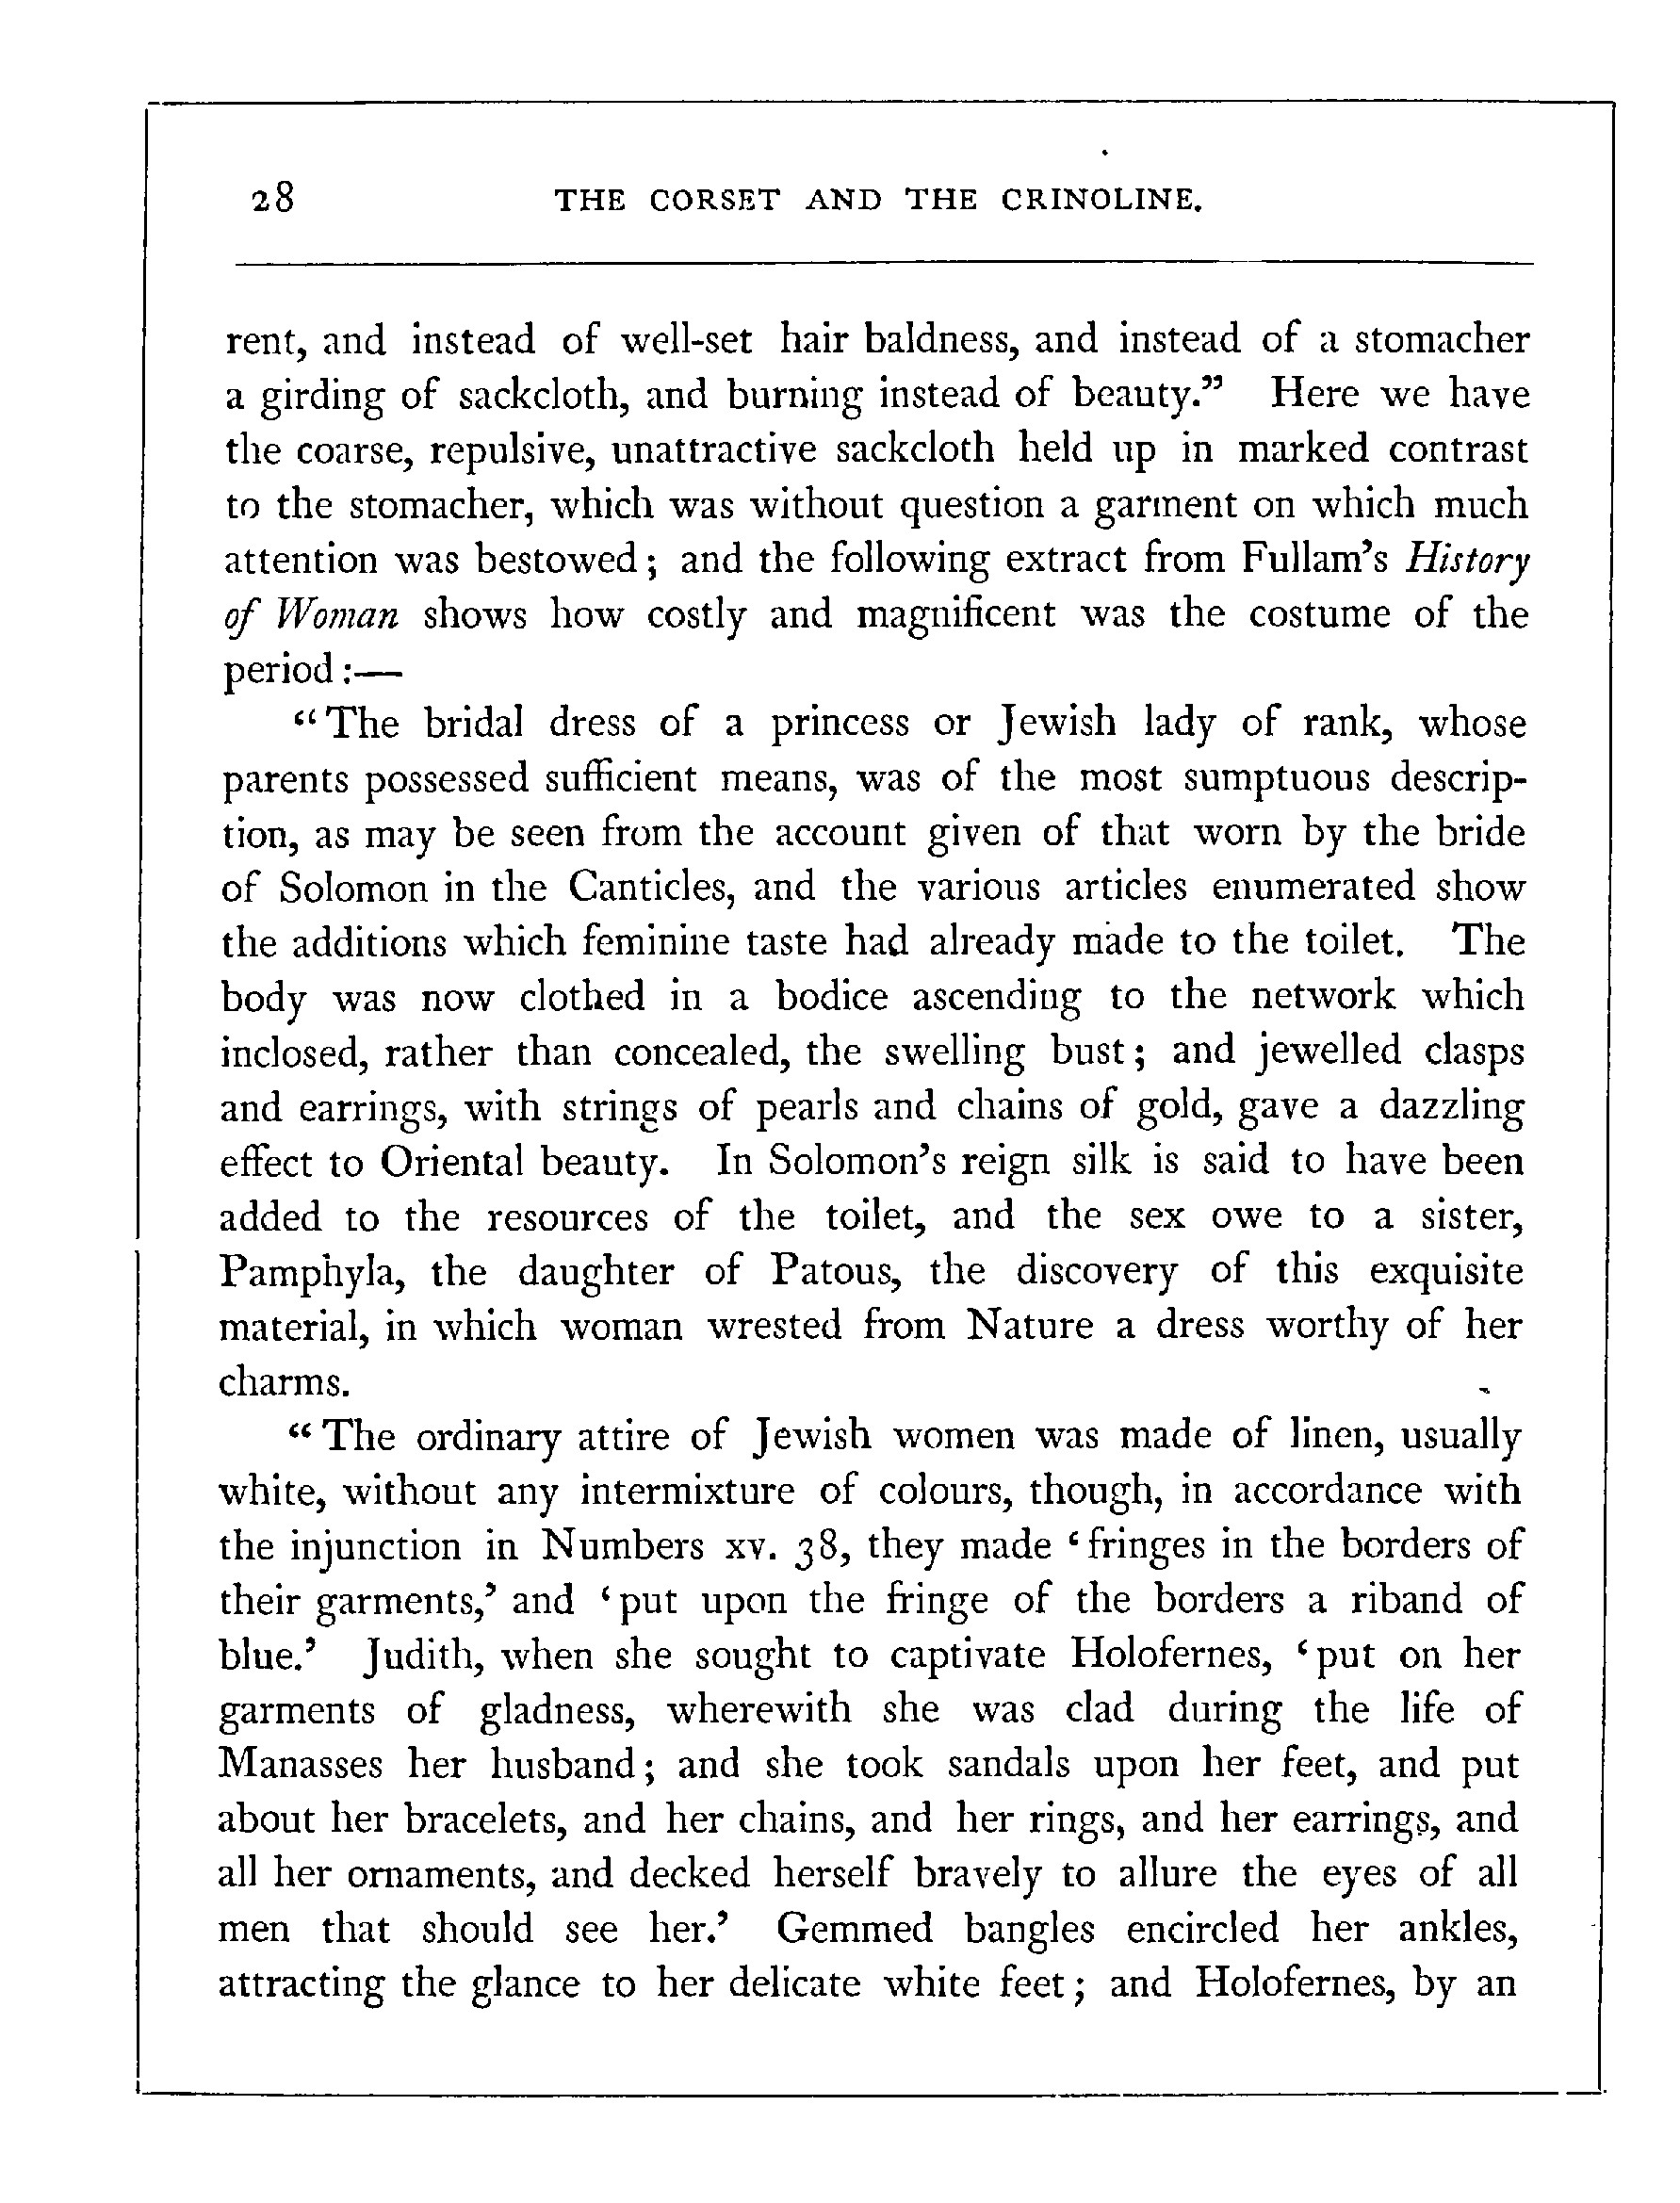 28 THE CORSET AND THE CRINOLINE.
rent, and instead of well-set hair baldness, and instead of a stomacher
a girding of sackcloth, and burning instead of beauty.” Here we have
the coarse, repulsive, unattractive sackcloth held up in marked contrast
to the stomacher, which was without question a garment on which much
attention was bestowed; and the following extract from Fullam’s History
of Woman shows how costly and magnificent was the costume of the
period:—
“The bridal dress of a princess or Jewish lady of rank, whose
parents possessed sufficient means, was of the most sumptuous descrip-
tion, as may be seen from the account given of that worn by the bride
of Solomon in the Canticles, and the various articles enumerated show
the additions which feminine taste had already made to the toilet. The
body was now clothed in a bodice ascending to the network which
inclosed, rather than concealed, the swelling bust; and jewelled clasps
and earrings, with strings of pearls and chains of gold, gave a dazzling
effect to Oriental beauty. In Solomon’s reign silk is said to have been
added to the resources of the toilet, and the sex owe to a sister,
Pamphyla, the daughter of Patous, the discovery of this exquisite
material, in which woman wrested from Nature a dress worthy of her
charms.
“The ordinary attire of Jewish women was made of linen, usually
white, without any intermixture of colours, though, in accordance with
the injunction in Numbers xv. 38, they made ‘fringes in the borders of
their garments,’ and ‘put upon the fringe of the borders a riband of
blue.’ Judith, when she sought to captivate Holofernes, ‘put on her
garments of gladness, wherewith she was clad during the life of
Manasses her husband; and she took sandals upon her feet, and put
about her bracelets, and her chains, and her rings, and her earrings, and
all her ornaments, and decked herself bravely to allure the eyes of all
men that should see her.’ Gemmed bangles encircled her ankles,
attracting the glance to her delicate white feet; and Holofernes, by an